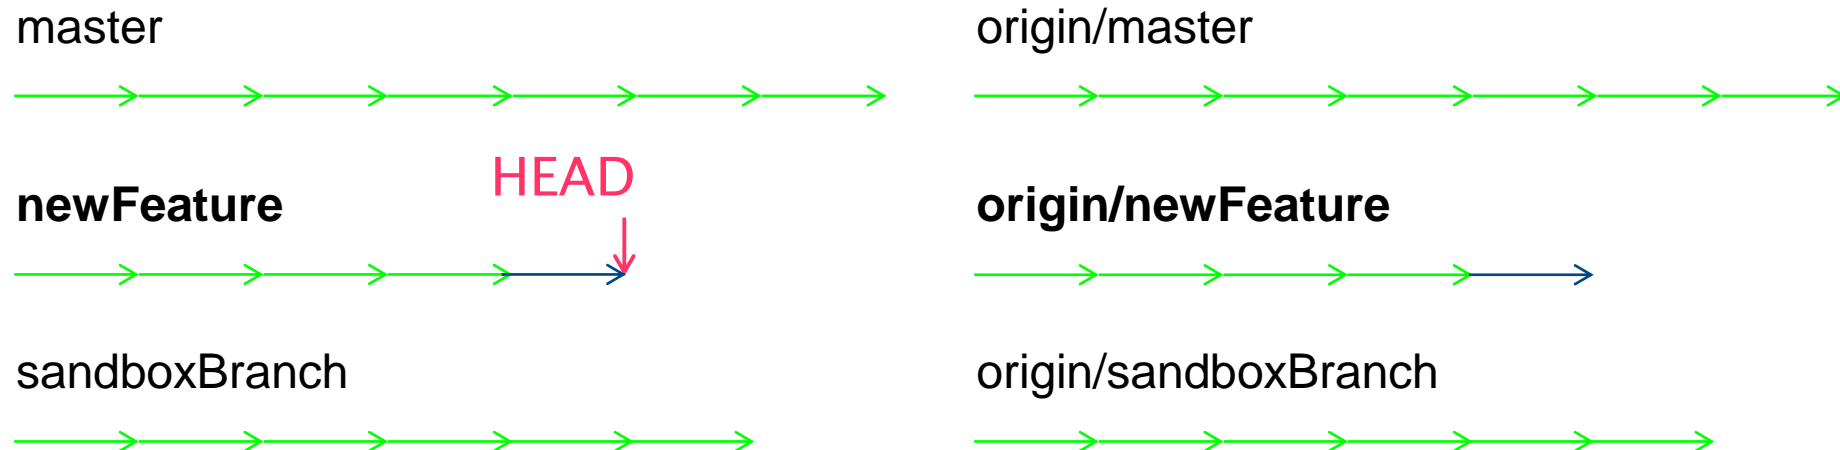 master
origin/master
HEAD
newFeature
origin/newFeature
sandboxBranch
origin/sandboxBranch